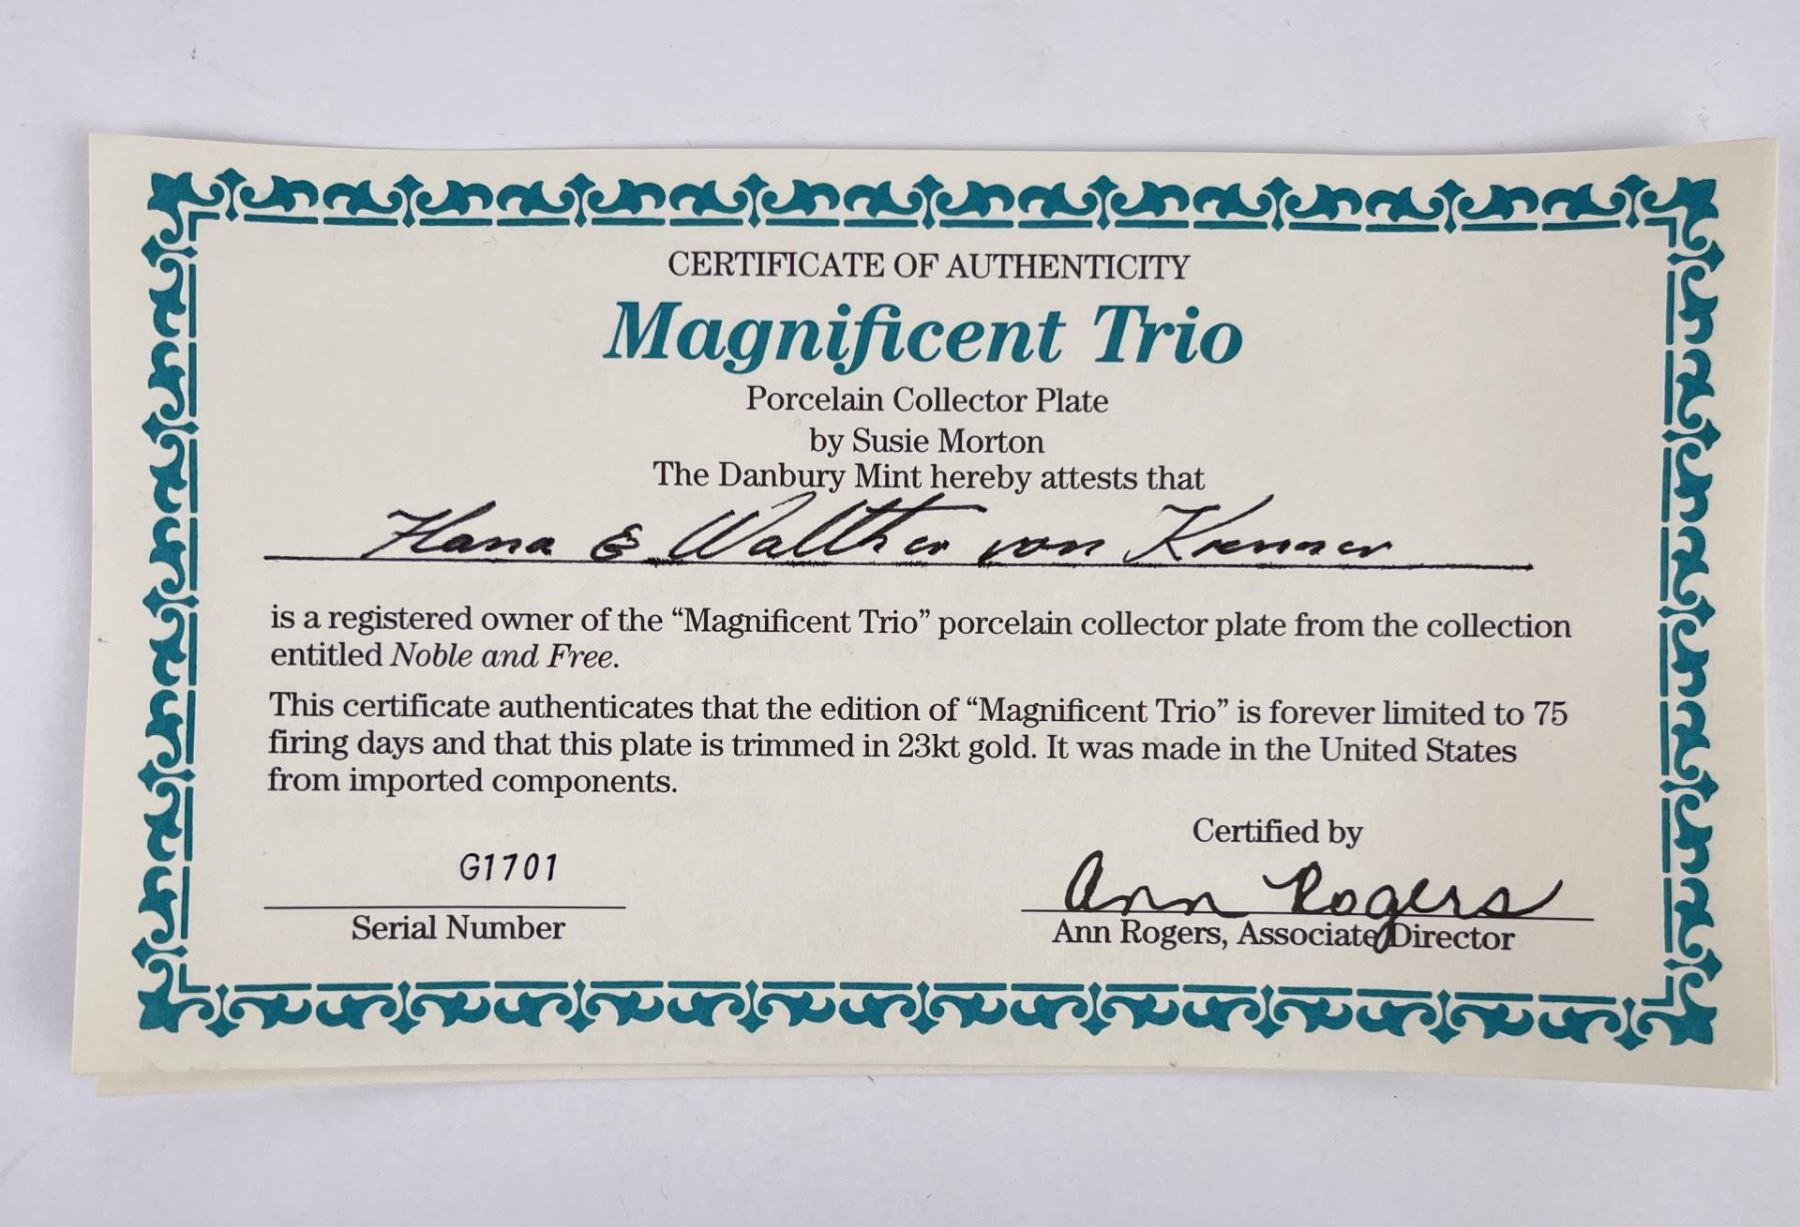 CERTIFICATE OF AUTHENTICITY
Magnificent Trio
Porcelain Collector Plate
by Susie Morton
The Danbury Mint hereby attests that
Hana & Walther von Krenner
is a registered owner of the “Magnificent Trio” porcelain collector plate from the collection
entitled Noble and Free.
This certificate authenticates that the edition of “Magnificent Trio” is forever limited to 75
firing days and that this plate is trimmed in 23kt gold. It was made in the United States
from imported components.
Certified by
G1701
Ann Rogers
Serial Number
Ann Rogers, Associate Director